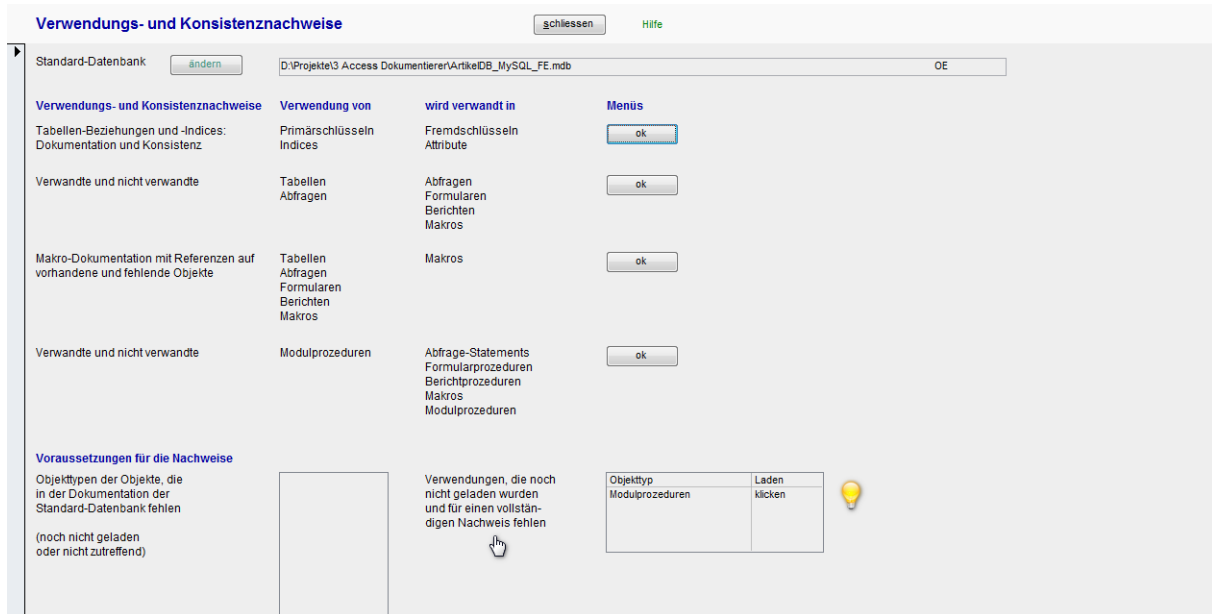 Verwendungs- und Konsistenznachweise schliessen Hilfe
Standard-Datenbank ändern D:\Projekte\3 Access Dokumentierer\ArtikelDB_MySQL_FE.mdb OE
Verwendungs- und Konsistenznachweise Verwendung von wird verwandt in Menüs
Tabellen-Beziehungen und -Indices: Primärschlüsseln Fremdschlüsseln ok
Dokumentation und Konsistenz Indices Attribute
Verwandte und nicht verwandte Tabellen Abfragen ok
Abfragen Formularen
Berichten
Makros
Makro-Dokumentation mit Referenzen auf Tabellen Makros ok
vorhandene und fehlende Objekte Abfragen
Formularen
Berichten
Makros
Verwandte und nicht verwandte Modulprozeduren Abfrage-Statements ok
Formularprozeduren
Berichtprozeduren
Makros
Modulprozeduren
Voraussetzungen für die Nachweise
Objekttypen der Objekte, die Verwendungen, die noch Objekttyp Laden
in der Dokumentation der nicht geladen wurden Modulprozeduren klicken
Standard-Datenbank fehlen und für einen vollstän-
digen Nachweis fehlen
(noch nicht geladen
oder nicht zutreffend)